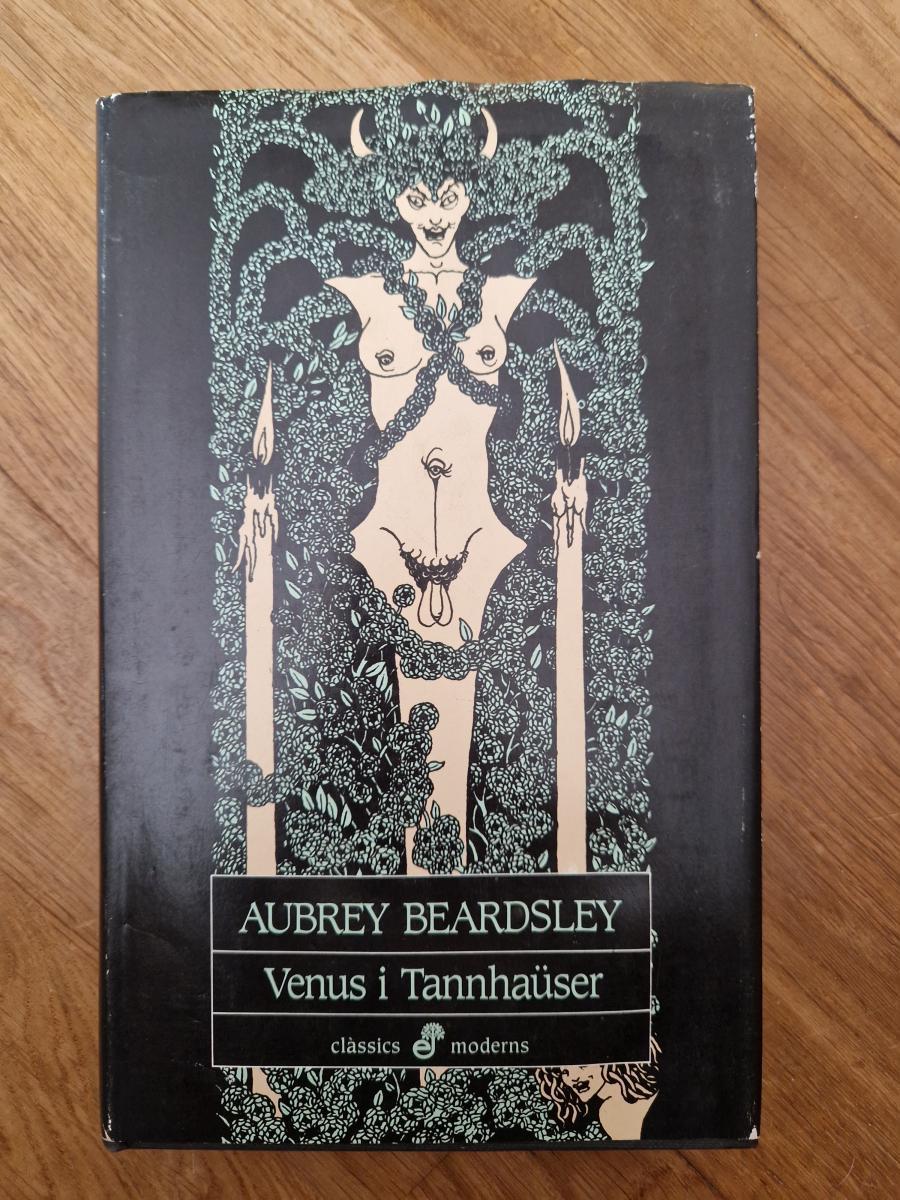 AUBREY BEARDSLEY
Venus i Tannhaüser
clàssics moderns